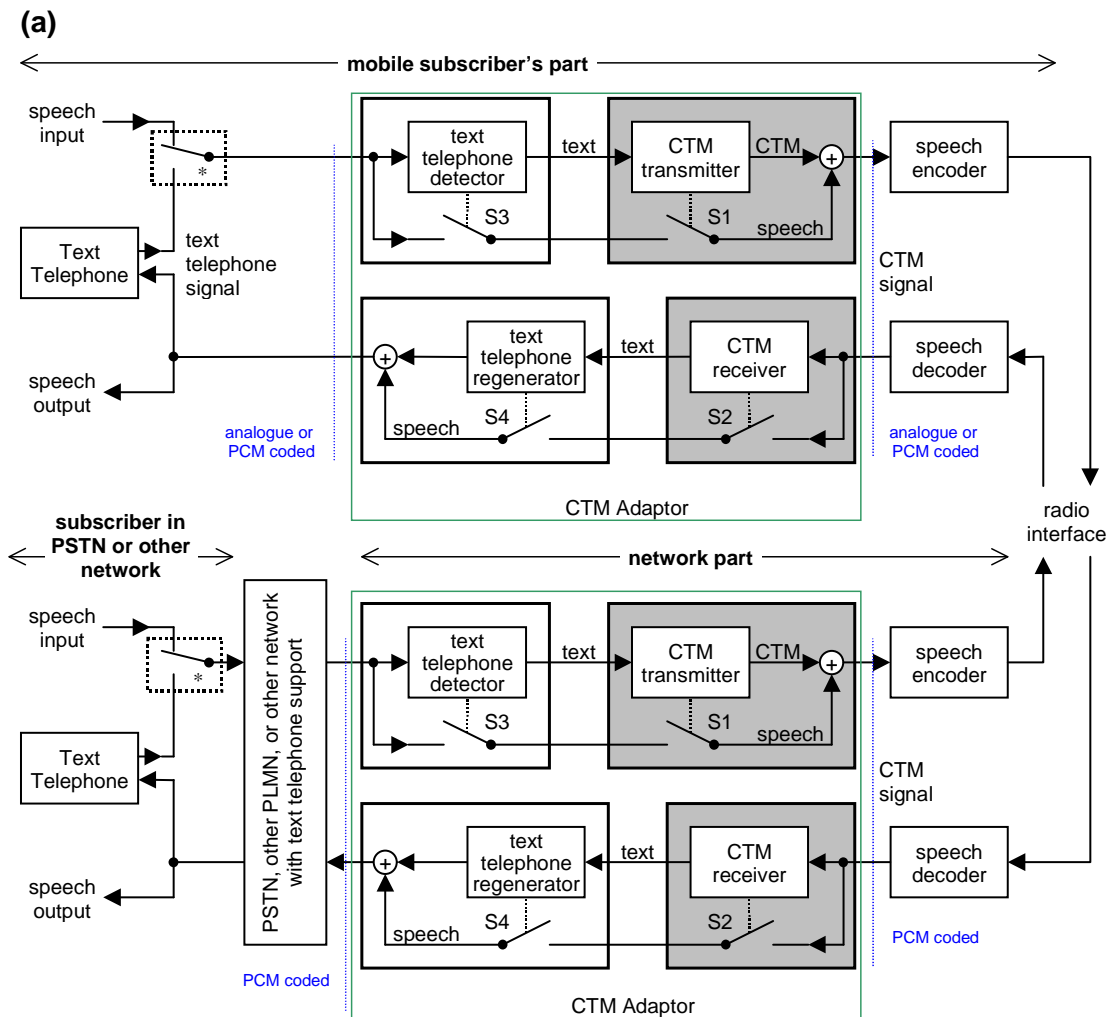 (a)
mobile subscriber's part
speech
input
*
Text
Telephone
text
telephone
signal
speech
output
text
telephone
detector
S3
text
CTM
transmitter
CTM
S1
speech
+
speech
encoder
CTM
signal
+
text
telephone
regenerator
S4
speech
text
CTM
receiver
S2
speech
decoder
analogue or
PCM coded
analogue or
PCM coded
CTM Adaptor
radio
interface
subscriber in
PSTN or other
network
network part
speech
input
*
Text
Telephone
speech
output
PSTN, other PLMN, or other network
with text telephone support
text
telephone
detector
S3
text
CTM
transmitter
CTM
S1
speech
+
speech
encoder
CTM
signal
+
text
telephone
regenerator
S4
speech
text
CTM
receiver
S2
speech
decoder
PCM coded
PCM coded
CTM Adaptor